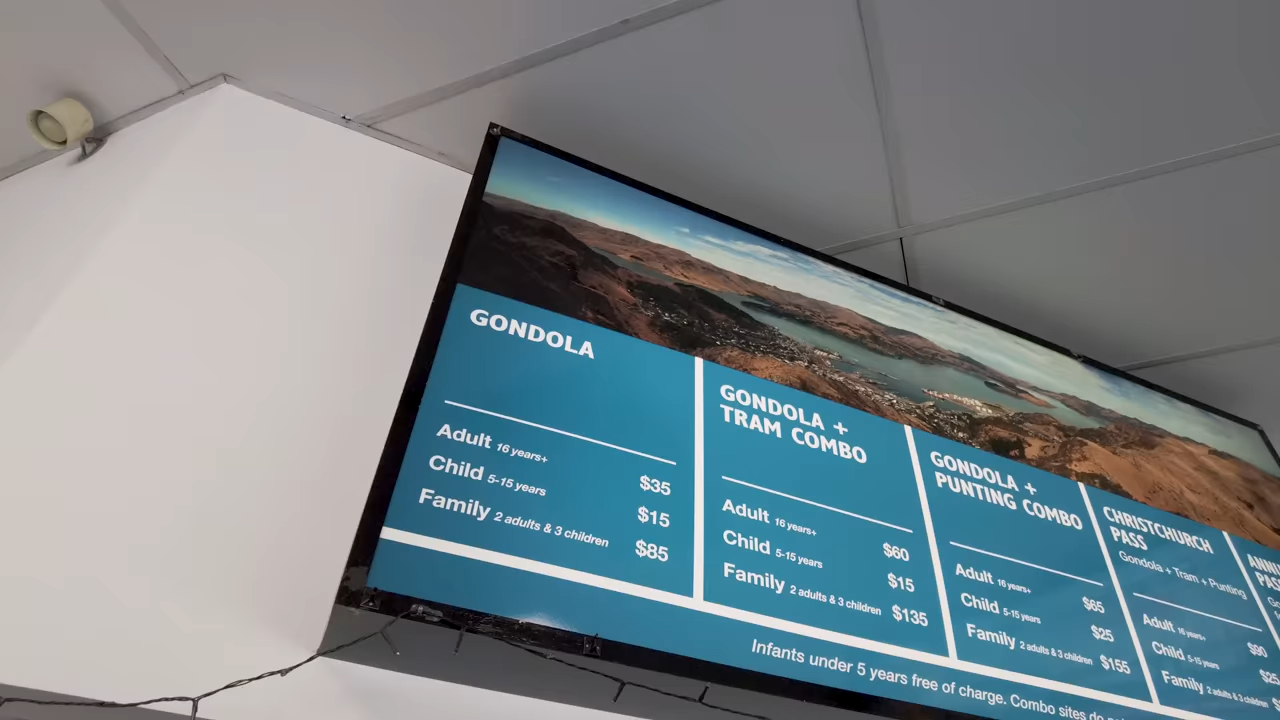 GONDOLA
Adult 16 years+ $35
Child 5-15 years $15
Family 2 adults & 3 children $85
GONDOLA +
TRAM COMBO
Adult 16 years+ $60
Child 5-15 years $15
Family 2 adults & 3 children $135
GONDOLA +
PUNTING COMBO
Adult 16 years+ $65
Child 5-15 years $25
Family 2 adults & 3 children $155
CHRISTCHURCH
PASS
Gondola + Tram + Punting
Adult 16 years+ $90
Child 5-15 years $25
Family 2 adults & 3 children
Infants under 5 years free of charge. Combo sites do